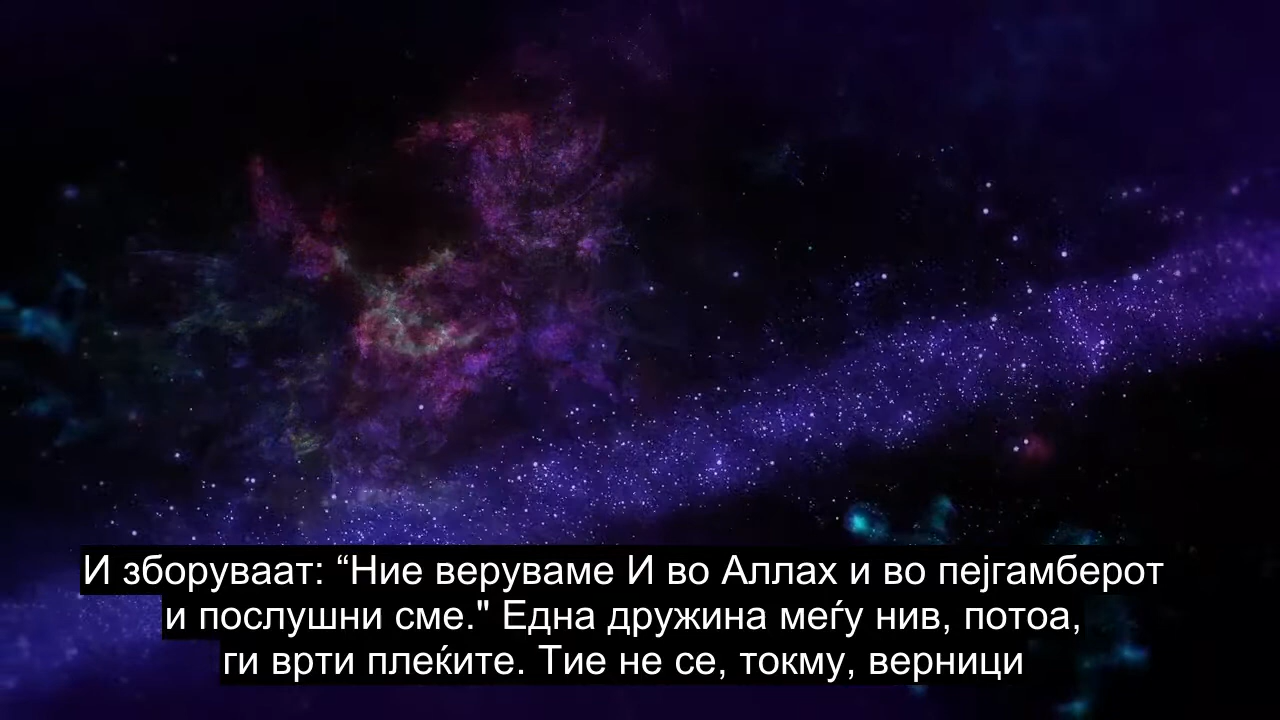 И зборуваат: “Ние веруваме И во Аллах и во пејгамберот
и послушни сме." Една дружина меѓу нив, потоа,
ги врти плеќите. Тие не се, токму, верници